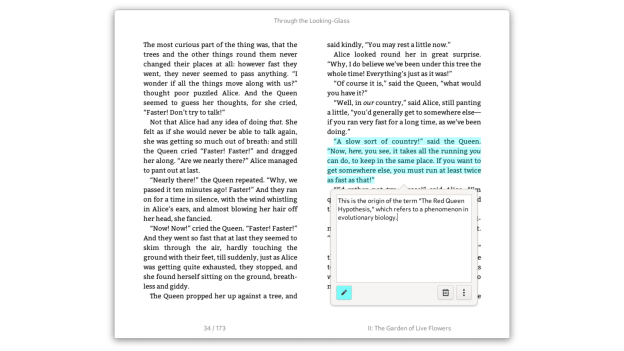 Through the Looking-Glass
The most curious part of the thing was, that the
trees and the other things round them never
changed their places at all: however fast they
went, they never seemed to pass anything. “I
wonder if all the things move along with us?”
thought poor puzzled Alice. And the Queen
seemed to guess her thoughts, for she cried,
“Faster! Don’t try to talk!”
Not that Alice had any idea of doing that. She
felt as if she would never be able to talk again,
she was getting so much out of breath; and still
the Queen cried “Faster! Faster!” and dragged
her along. “Are we nearly there?” Alice managed
to pant out at last.
“Nearly there!” the Queen repeated. “Why, we
passed it ten minutes ago! Faster!” And they ran
on for a time in silence, with the wind whistling
in Alice’s ears, and almost blowing her hair off
her head, she fancied.
“Now! Now!” cried the Queen. “Faster! Faster!”
And they went so fast that at last they seemed to
skim through the air, hardly touching the
ground with their feet, till suddenly, just as Alice
was getting quite exhausted, they stopped, and
she found herself sitting on the ground, breath-
less and giddy.
The Queen propped her up against a tree, and
said kindly, “You may rest a little now.”
Alice looked round her in great surprise.
“Why, I do believe we’ve been under this tree the
whole time! Everything’s just as it was!”
“Of course it is,” said the Queen, “what would
you have it?”
“Well, in our country,” said Alice, still panting
a little, “you’d generally get to somewhere else—
if you ran very fast for a long time, as we’ve been
doing.”
“A slow sort of country!” said the Queen.
“Now, here, you see, it takes all the running you
can do, to keep in the same place. If you want to
get somewhere else, you must run at least twice
as fast as that!”
This is the origin of the term "The Red Queen
Hypothesis," which refers to a phenomenon in
evolutionary biology.
34 / 173
II: The Garden of Live Flowers